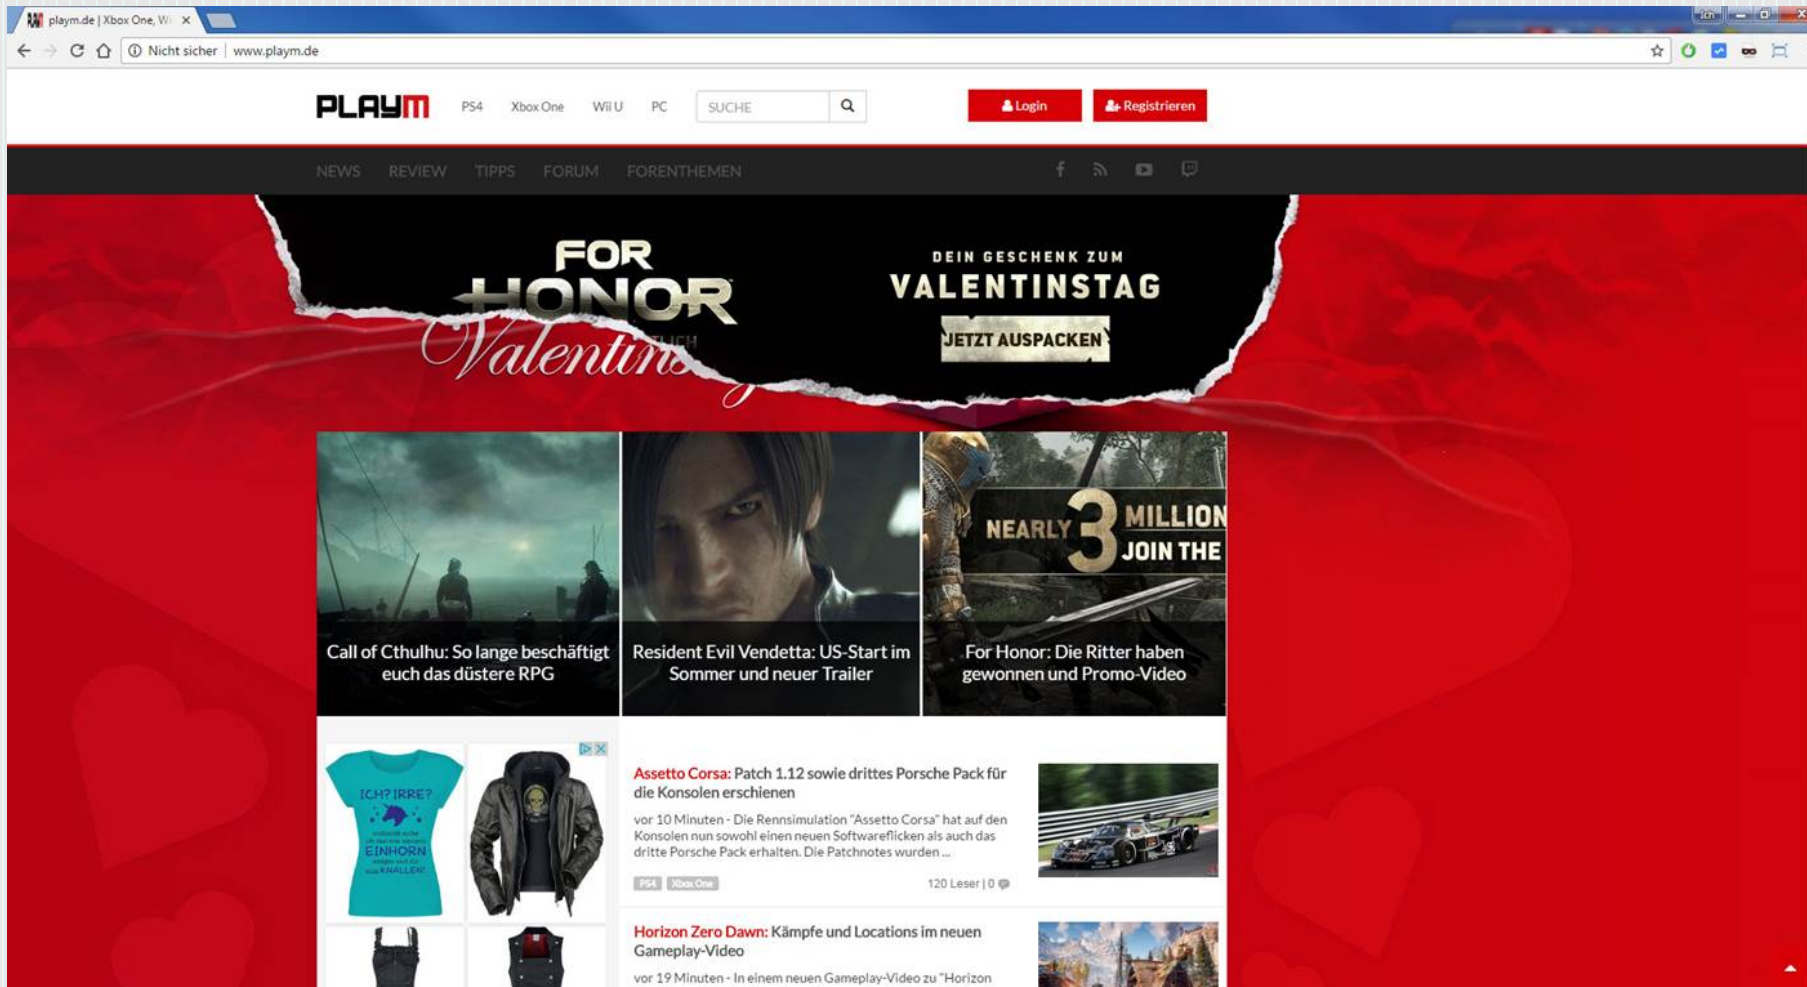 playm.de | Xbox One, Wi
Ich
Nicht sicher | www.playm.de
PLAYM PS4 Xbox One Wii U PC SUCHE Login Registrieren
NEWS REVIEW TIPPS FORUM FORENTHEMEN
FOR
HONOR
Valentins
LICH
DEIN GESCHENK ZUM
VALENTINSTAG
JETZT AUSPACKEN
NEARLY 3 MILLION
JOIN THE
Call of Cthulhu: So lange beschäftigt
euch das düstere RPG
Resident Evil Vendetta: US-Start im
Sommer und neuer Trailer
For Honor: Die Ritter haben
gewonnen und Promo-Video
ICH? IRRE?
EINHORN
KNALLEN!
Assetto Corsa: Patch 1.12 sowie drittes Porsche Pack für
die Konsolen erschienen
vor 10 Minuten - Die Rennsimulation "Assetto Corsa" hat auf den
Konsolen nun sowohl einen neuen Softwareflicken als auch das
dritte Porsche Pack erhalten. Die Patchnotes wurden ...
PS4 Xbox One 120 Leser | 0
Horizon Zero Dawn: Kämpfe und Locations im neuen
Gameplay-Video
vor 19 Minuten - In einem neuen Gameplay-Video zu "Horizon